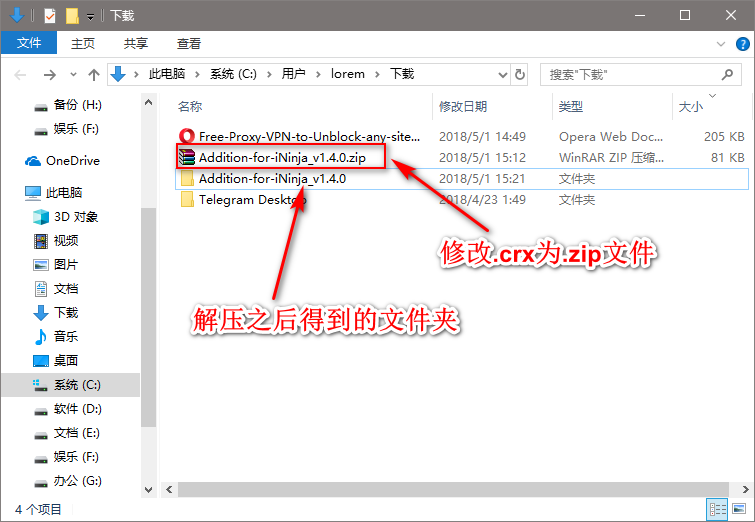 下载
文件 主页 共享 查看
此电脑 系统 (C:) 用户 lorem 下载 搜索"下载"
名称 修改日期 类型 大小
Free-Proxy-VPN-to-Unblock-any-site... 2018/5/1 14:49 Opera Web Doc... 205 KB
Addition-for-iNinja_v1.4.0.zip 2018/5/1 15:12 WinRAR ZIP 压缩... 81 KB
Addition-for-iNinja_v1.4.0 2018/5/1 15:21 文件夹
Telegram Desktop 2018/4/23 1:49 文件夹
备份 (H:)
娱乐 (F:)
OneDrive
此电脑
3D 对象
视频
图片
文档
下载
音乐
桌面
系统 (C:)
软件 (D:)
文档 (E:)
娱乐 (F:)
办公 (G:)
修改.crx为.zip文件
解压之后得到的文件夹
4 个项目